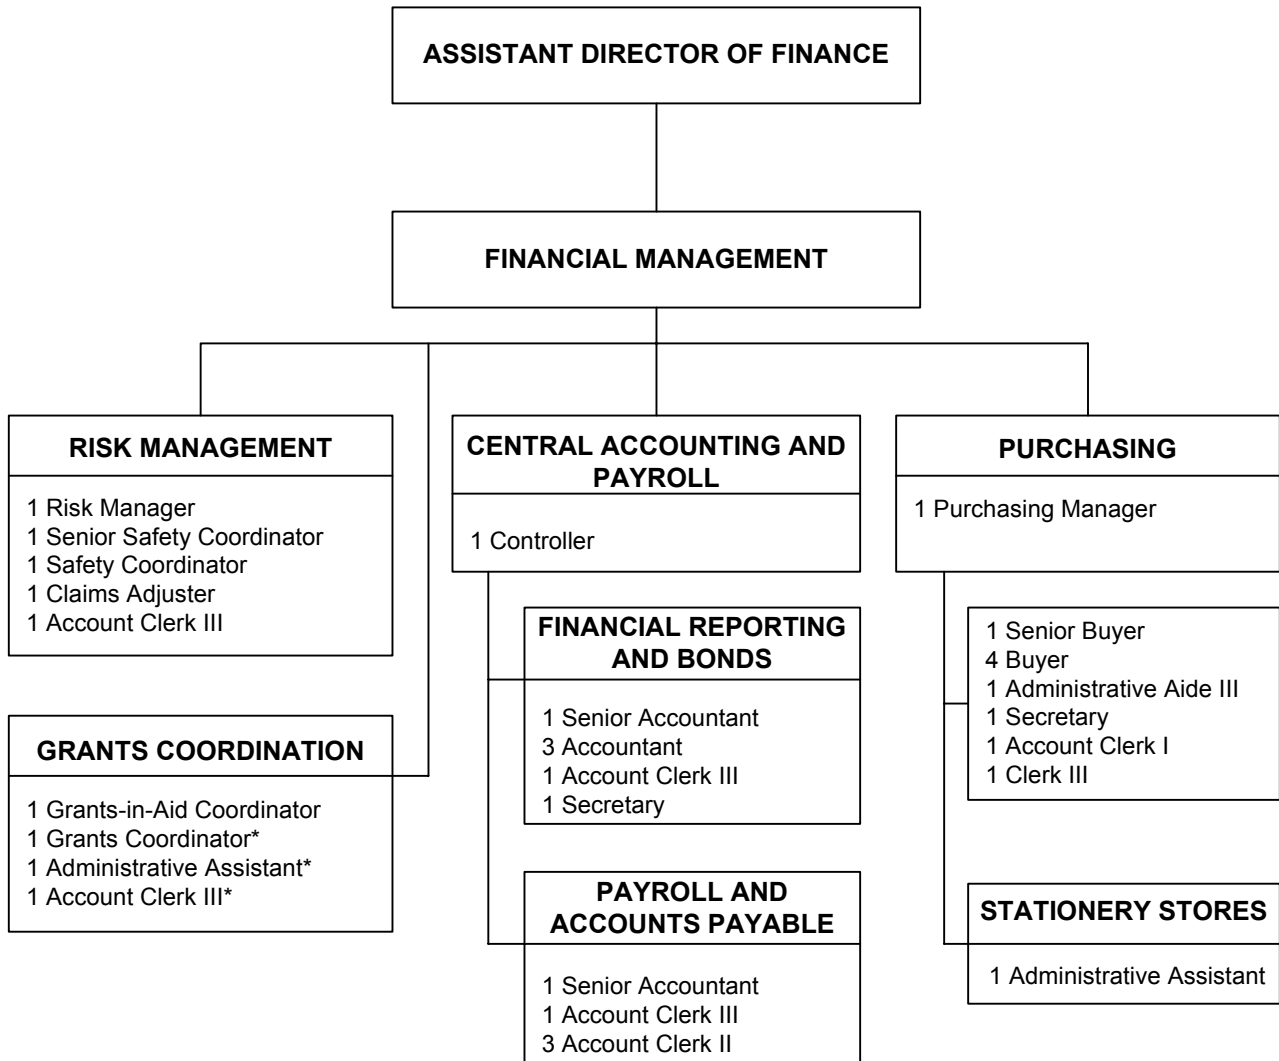 ASSISTANT DIRECTOR OF FINANCE
FINANCIAL MANAGEMENT
RISK MANAGEMENT
1 Risk Manager
1 Senior Safety Coordinator
1 Safety Coordinator
1 Claims Adjuster
1 Account Clerk III
GRANTS COORDINATION
1 Grants-in-Aid Coordinator
1 Grants Coordinator*
1 Administrative Assistant*
1 Account Clerk III*
CENTRAL ACCOUNTING AND
PAYROLL
1 Controller
FINANCIAL REPORTING
AND BONDS
1 Senior Accountant
3 Accountant
1 Account Clerk III
1 Secretary
PAYROLL AND
ACCOUNTS PAYABLE
1 Senior Accountant
1 Account Clerk III
3 Account Clerk II
PURCHASING
1 Purchasing Manager
1 Senior Buyer
4 Buyer
1 Administrative Aide III
1 Secretary
1 Account Clerk I
1 Clerk III
STATIONERY STORES
1 Administrative Assistant